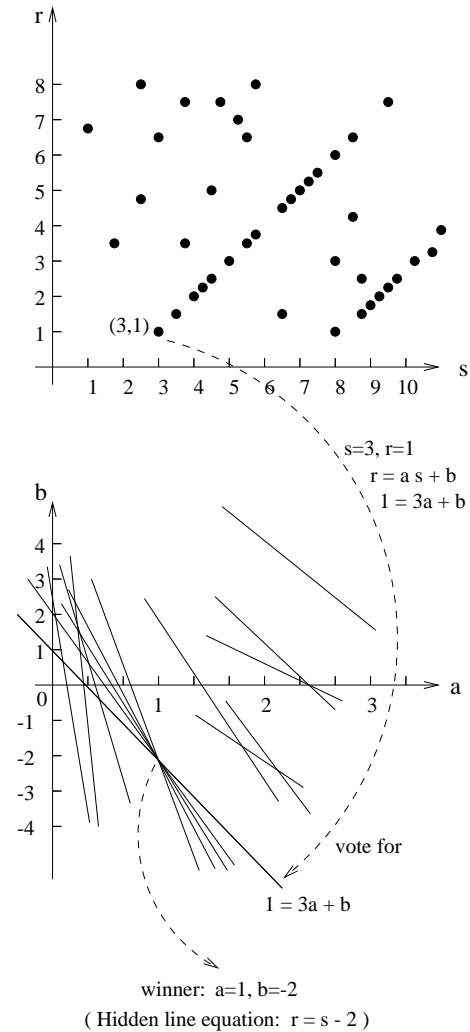 r
8
7
6
5
4
3
2
1
(3,1)
1 2 3 4 5 6 7 8 9 10
s
s=3, r=1
r = a s + b
1 = 3a + b
b
4
3
2
1
0
1 2 3
a
-1
-2
-3
-4
vote for
1 = 3a + b
winner: a=1, b=-2
( Hidden line equation: r = s - 2 )